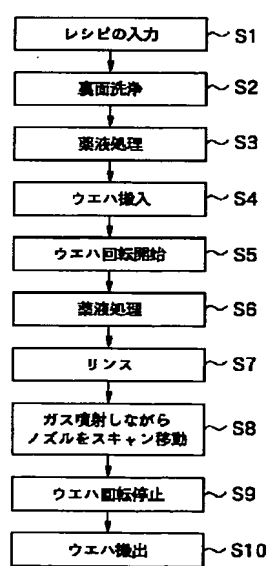 レシピの入力 S1
裏面洗浄 S2
薬液処理 S3
ウエハ搬入 S4
ウエハ回転開始 S5
薬液処理 S6
リンス S7
ガス噴射しながら
ノズルをスキャン移動 S8
ウエハ回転停止 S9
ウエハ搬出 S10